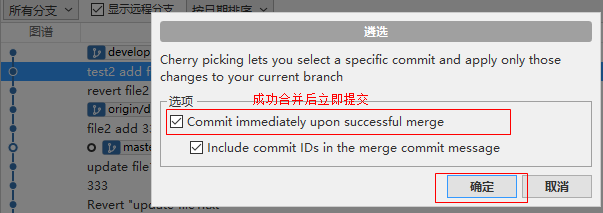 所有分支
显示远程分支
按日期排序
图谱
develop
test2 add fi
revert file2
origin/d
file2 add 33
mast
update file
333
Revert "update
遴选
Cherry picking lets you select a specific commit and apply only those
changes to your current branch
选项
成功合并后立即提交
Commit immediately upon successful merge
Include commit IDs in the merge commit message
确定
取消